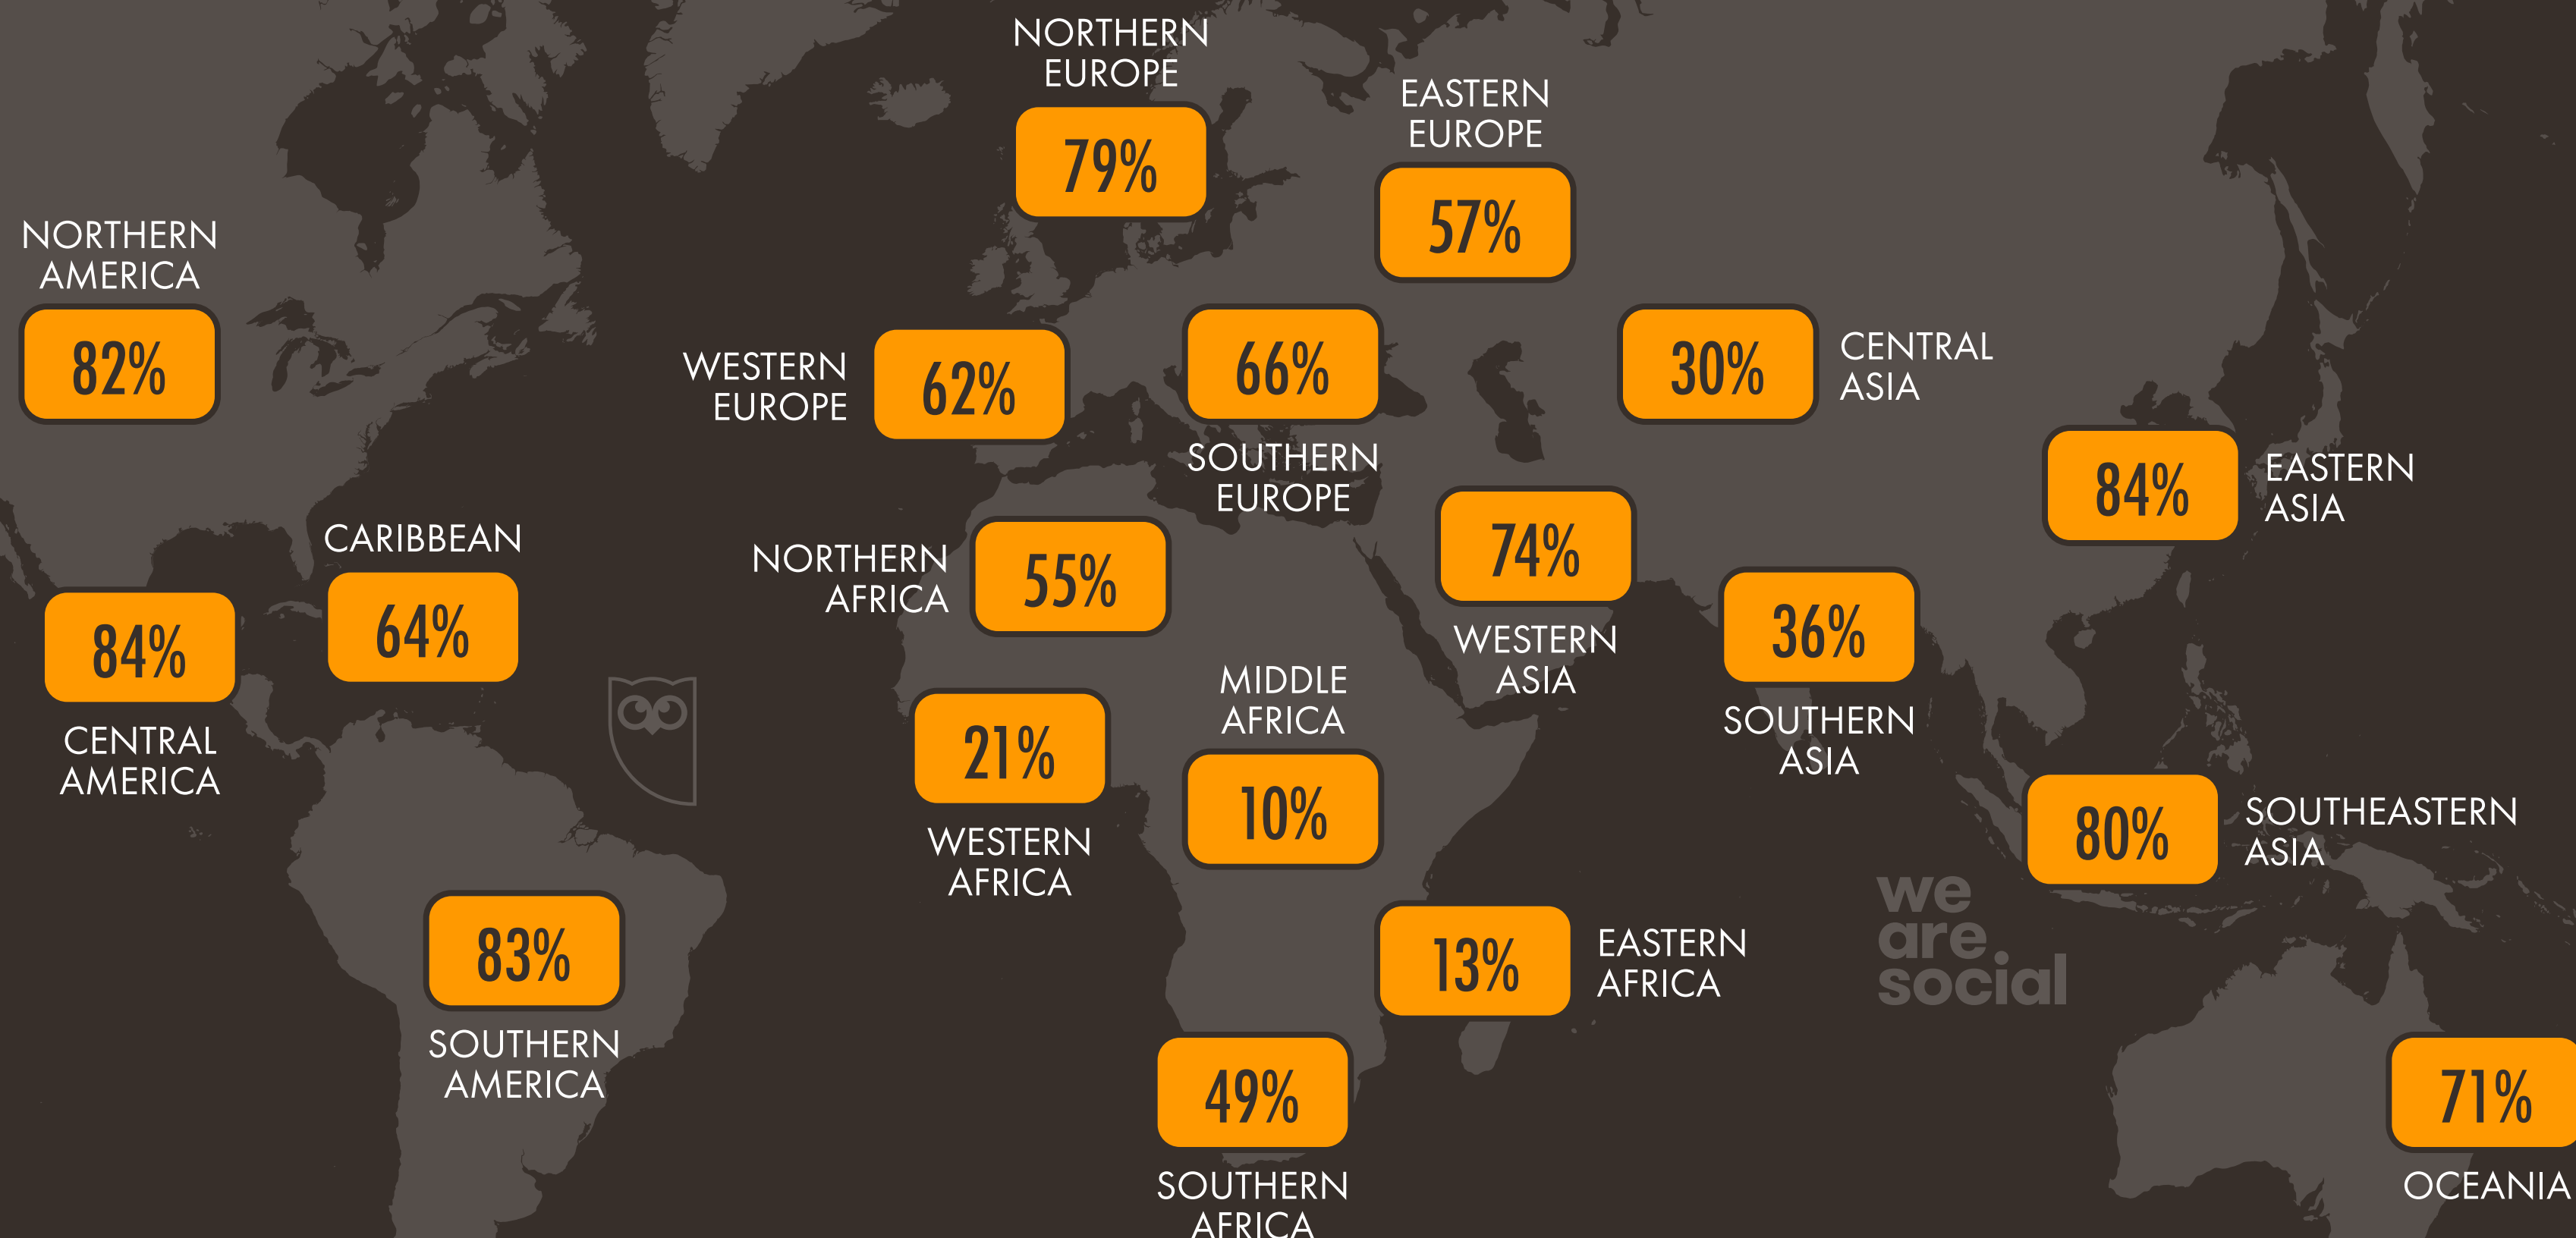 NORTHERN
EUROPE
79%
EASTERN
EUROPE
57%
NORTHERN
AMERICA
82%
WESTERN
EUROPE
62%
66%
SOUTHERN
EUROPE
30%
CENTRAL
ASIA
84%
EASTERN
ASIA
CARIBBEAN
64%
NORTHERN
AFRICA
55%
74%
WESTERN
ASIA
36%
SOUTHERN
ASIA
84%
CENTRAL
AMERICA
21%
WESTERN
AFRICA
MIDDLE
AFRICA
10%
80%
SOUTHEASTERN
ASIA
83%
SOUTHERN
AMERICA
13%
EASTERN
AFRICA
we
are
social
49%
SOUTHERN
AFRICA
71%
OCEANIA